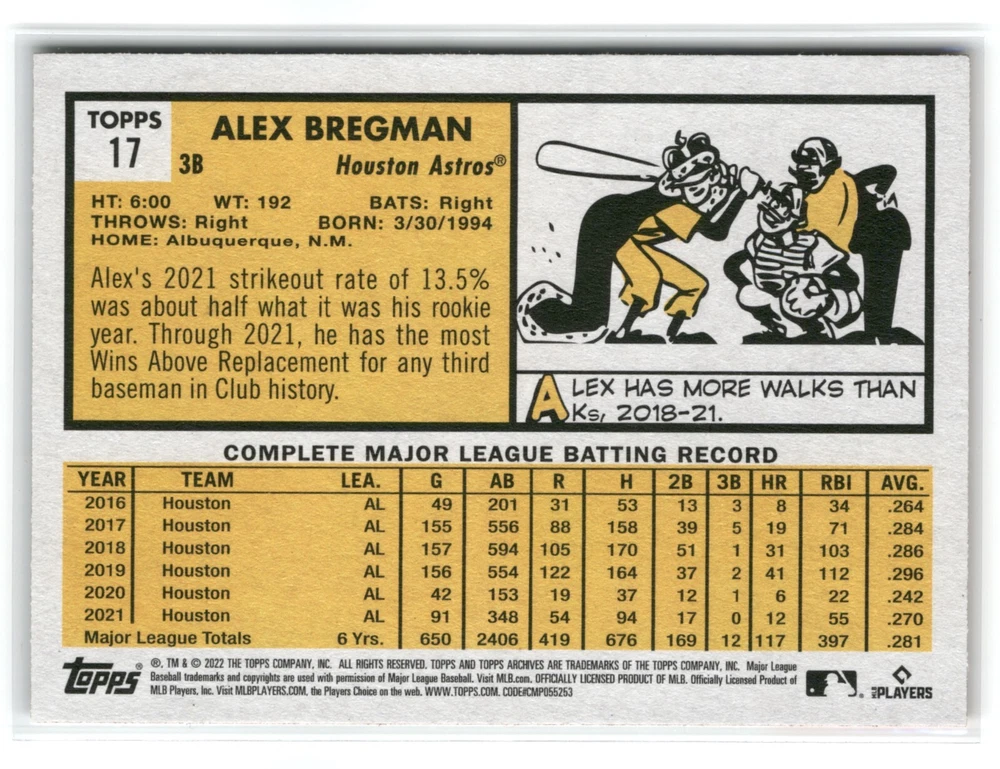 TOPPS
17
ALEX BREGMAN
3B
Houston Astros®
HT: 6:00 WT: 192 BATS: Right
THROWS: Right BORN: 3/30/1994
HOME: Albuquerque, N.M.
Alex's 2021 strikeout rate of 13.5%
was about half what it was his rookie
year. Through 2021, he has the most
Wins Above Replacement for any third
baseman in Club history.
ALEX HAS MORE WALKS THAN
Ks, 2018-21.
COMPLETE MAJOR LEAGUE BATTING RECORD
YEAR TEAM LEA. G AB R H 2B 3B HR RBI AVG.
2016 Houston AL 49 201 31 53 13 3 8 34 .264
2017 Houston AL 155 556 88 158 39 5 19 71 .284
2018 Houston AL 157 594 105 170 51 1 31 103 .286
2019 Houston AL 156 554 122 164 37 2 41 112 .296
2020 Houston AL 42 153 19 37 12 1 6 22 .242
2021 Houston AL 91 348 54 94 17 0 12 55 .270
Major League Totals 6 Yrs. 650 2406 419 676 169 12 117 397 .281
Topps®
®, TM & © 2022 THE TOPPS COMPANY, INC. ALL RIGHTS RESERVED. TOPPS AND TOPPS ARCHIVES ARE TRADEMARKS OF THE TOPPS COMPANY, INC. Major League
Baseball trademarks and copyrights are used with permission of Major League Baseball. Visit MLB.com. OFFICIALLY LICENSED PRODUCT OF MLB. Officially Licensed Product of
MLB Players, Inc. Visit MLBPLAYERS.COM, the Players Choice on the web. WWW.TOPPS.COM. CODE#CMP055253
MLB PLAYERS